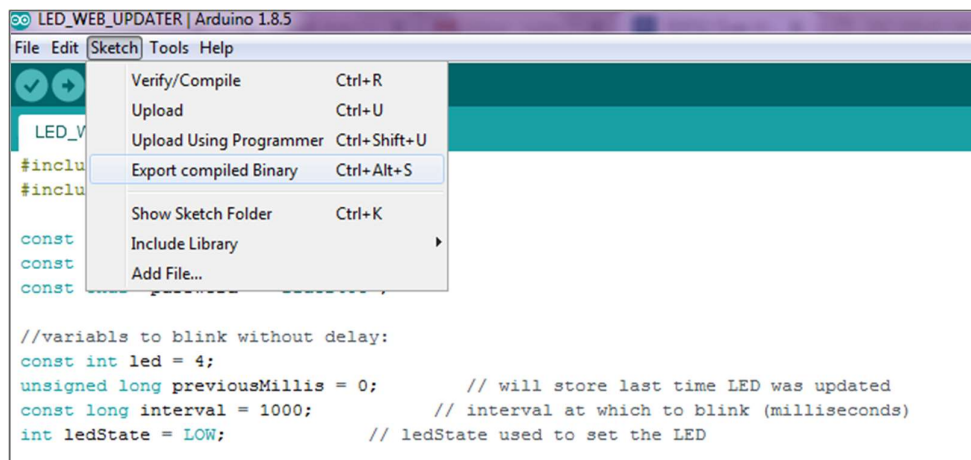 LED_WEB_UPDATER | Arduino 1.8.5
File Edit Sketch Tools Help
Verify/Compile Ctrl+R
Upload Ctrl+U
LED_W
Upload Using Programmer Ctrl+Shift+U
#inclu
Export compiled Binary Ctrl+Alt+S
#inclu
Show Sketch Folder Ctrl+K
const
Include Library
const
Add File...
const
//variabls to blink without delay:
const int led = 4;
unsigned long previousMillis = 0; // will store last time LED was updated
const long interval = 1000; // interval at which to blink (milliseconds)
int ledState = LOW; // ledState used to set the LED